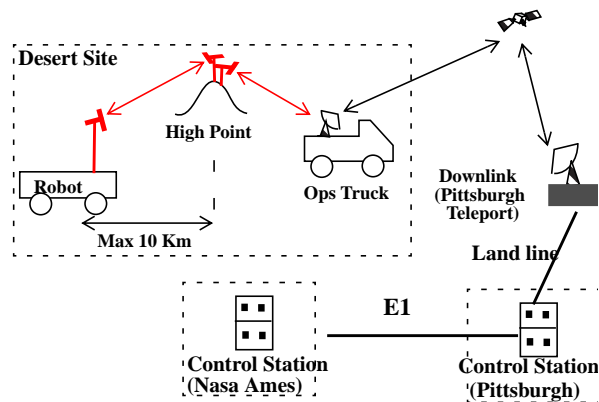 Desert Site
High Point
Robot
Ops Truck
Max 10 Km
Downlink
(Pittsburgh
Teleport)
Land line
E1
Control Station
(Nasa Ames)
Control Station
(Pittsburgh)